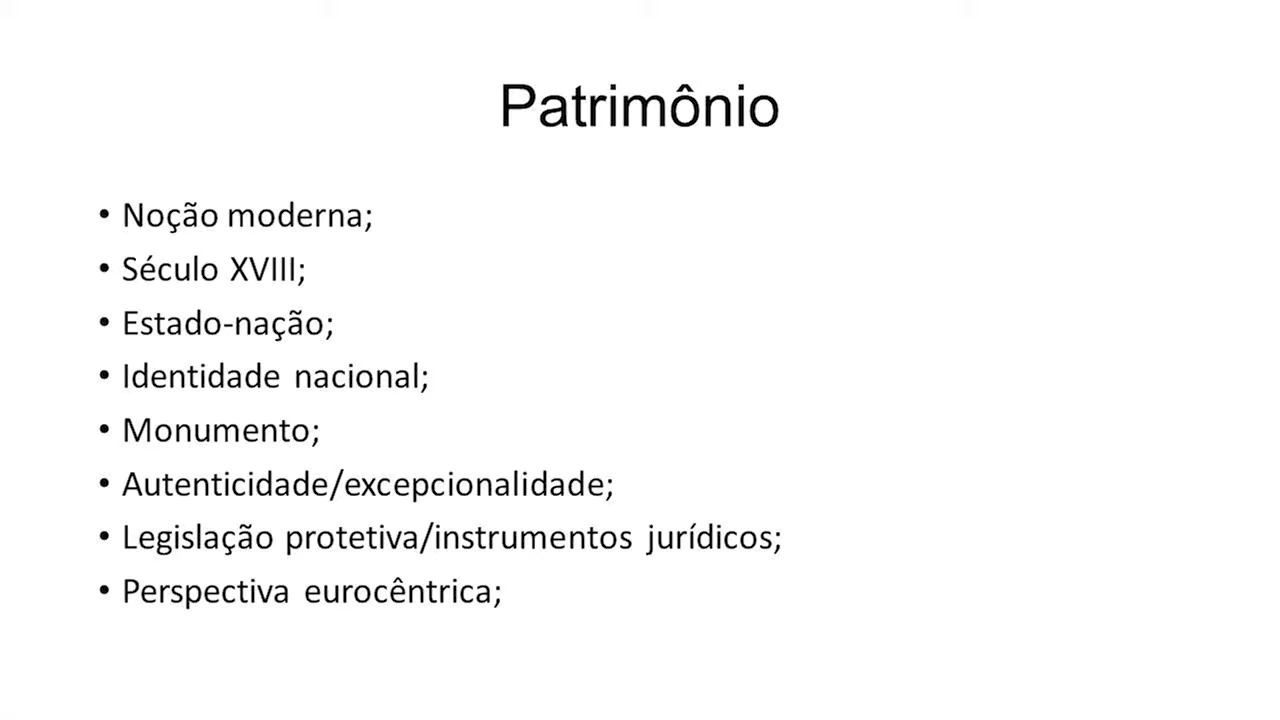 Patrimônio
• Noção moderna;
• Século XVIII;
• Estado-nação;
• Identidade nacional;
• Monumento;
• Autenticidade/excepcionalidade;
• Legislação protetiva/instrumentos jurídicos;
• Perspectiva eurocêntrica;